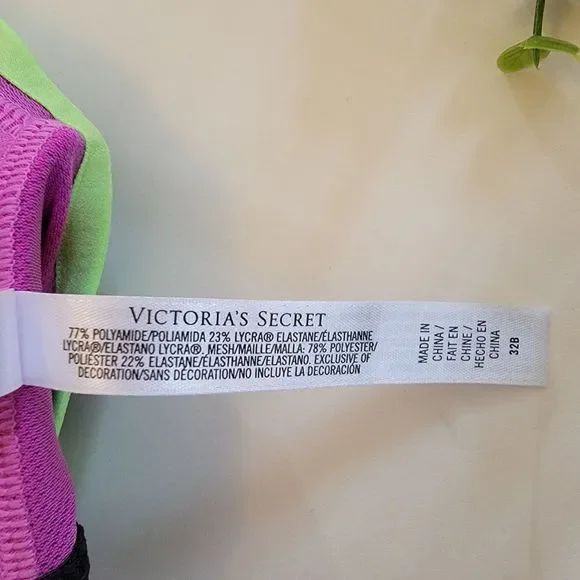 VICTORIA'S SECRET
77% POLYAMIDE/POLIAMIDA 23% LYCRA® ELASTANE/ÉLASTHANNE
LYCRA®/ELASTANO LYCRA®. MESH/MAILLE/MALLA: 78% POLYESTER/
POLIÉSTER 22% ELASTANE/ÉLASTHANNE/ELASTANO. EXCLUSIVE OF
DECORATION/SANS DÉCORATION/NO INCLUYE LA DECORACIÓN
MADE IN
CHINA/
FAIT EN
CHINE/
HECHO EN
CHINA
32B